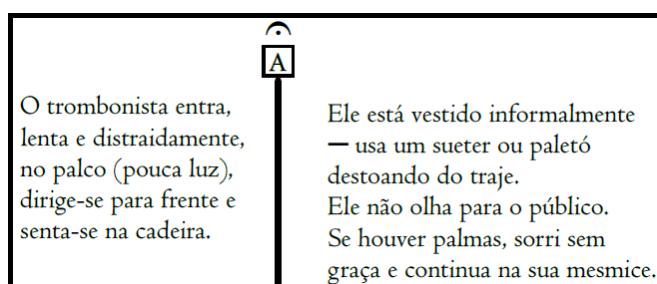 A
O trombonista entra,
lenta e distraidamente,
no palco (pouca luz),
dirige-se para frente e
senta-se na cadeira.
Ele está vestido informalmente
— usa um sueter ou paletó
destoando do traje.
Ele não olha para o público.
Se houver palmas, sorri sem
graça e continua na sua mesmice.